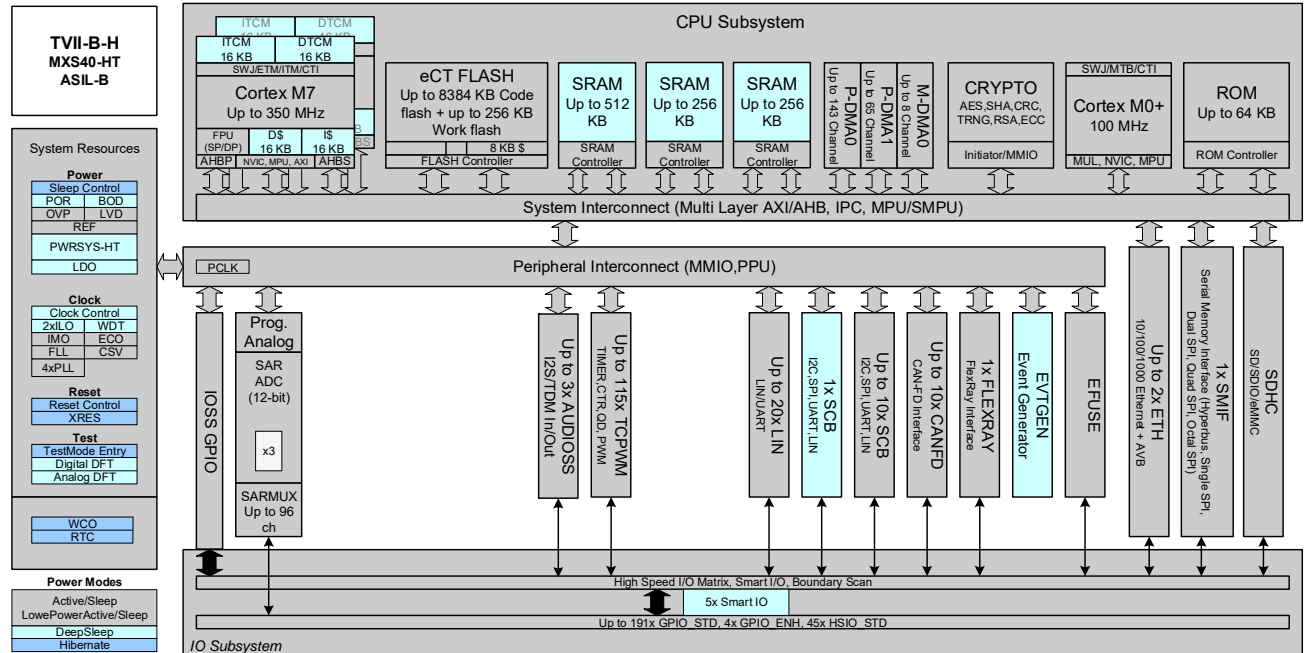 TVII-B-H
MXS40-HT
ASIL-B
System Resources
Power
Sleep Control
POR BOD
OVP LVD
REF
PWRSYS-HT
LDO
Clock
Clock Control
2xILO WDT
IMO ECO
FLL CSV
4xPLL
Reset
Reset Control
XRES
Test
TestMode Entry
Digital DFT
Analog DFT
WCO
RTC
Power Modes
Active/Sleep
LowePowerActive/Sleep
DeepSleep
Hibernate
CPU Subsystem
ITCM DTCM
16 KB 16 KB
ITCM DTCM
16 KB 16 KB
SWJ/ETM/ITM/CTI
Cortex M7
Up to 350 MHz
FPU
(SP/DP)
D$
16 KB
I$
16 KB
AHBP NVIC, MPU, AXI AHBS
eCT FLASH
Up to 8384 KB Code
flash + up to 256 KB
Work flash
8 KB $
FLASH Controller
SRAM
Up to 512
KB
SRAM
Controller
SRAM
Up to 256
KB
SRAM
Controller
SRAM
Up to 256
KB
SRAM
Controller
P-DMA0
Up to 143 Channel
P-DMA1
Up to 65 Channel
M-DMA0
Up to 8 Channel
CRYPTO
AES,SHA,CRC,
TRNG,RSA,ECC
Initiator/MMIO
SWJ/MTB/CTI
Cortex M0+
100 MHz
MUL, NVIC, MPU
ROM
Up to 64 KB
ROM Controller
System Interconnect (Multi Layer AXI/AHB, IPC, MPU/SMPU)
PCLK
Peripheral Interconnect (MMIO,PPU)
IOSS GPIO
Prog.
Analog
SAR
ADC
(12-bit)
x3
SARMUX
Up to 96
ch
Up to 3x AUDIOSS
I2S/TDM In/Out
Up to 115x TCPWM
TIMER,CTR,QD, PWM
Up to 20x LIN
LIN/UART
1x SCB
I2C,SPI,UART,LIN
Up to 10x SCB
I2C,SPI,UART,LIN
Up to 10x CANFD
CAN-FD Interface
1x FLEXRAY
FlexRay Interface
EVTGEN
Event Generator
EFUSE
Up to 2x ETH
10/100/1000 Ethernet + AVB
1x SMIF
Serial Memory Interface (Hyperbus, Single SPI,
Dual SPI, Quad SPI, Octal SPI)
SDHC
SD/SDIO/eMMC
High Speed I/O Matrix, Smart I/O, Boundary Scan
5x Smart IO
Up to 191x GPIO_STD, 4x GPIO_ENH, 45x HSIO_STD
IO Subsystem